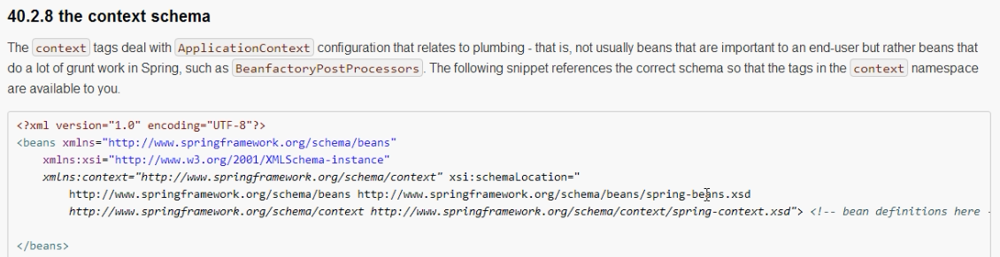 40.2.8 the context schema
The context tags deal with ApplicationContext configuration that relates to plumbing - that is, not usually beans that are important to an end-user but rather beans that
do a lot of grunt work in Spring, such as BeanfactoryPostProcessors. The following snippet references the correct schema so that the tags in the context namespace
are available to you.
<?xml version="1.0" encoding="UTF-8"?>
<beans xmlns="http://www.springframework.org/schema/beans"
    xmlns:xsi="http://www.w3.org/2001/XMLSchema-instance"
    xmlns:context="http://www.springframework.org/schema/context" xsi:schemaLocation="
        http://www.springframework.org/schema/beans http://www.springframework.org/schema/beans/spring-beans.xsd
        http://www.springframework.org/schema/context http://www.springframework.org/schema/context/spring-context.xsd"> <!-- bean definitions here -
</beans>